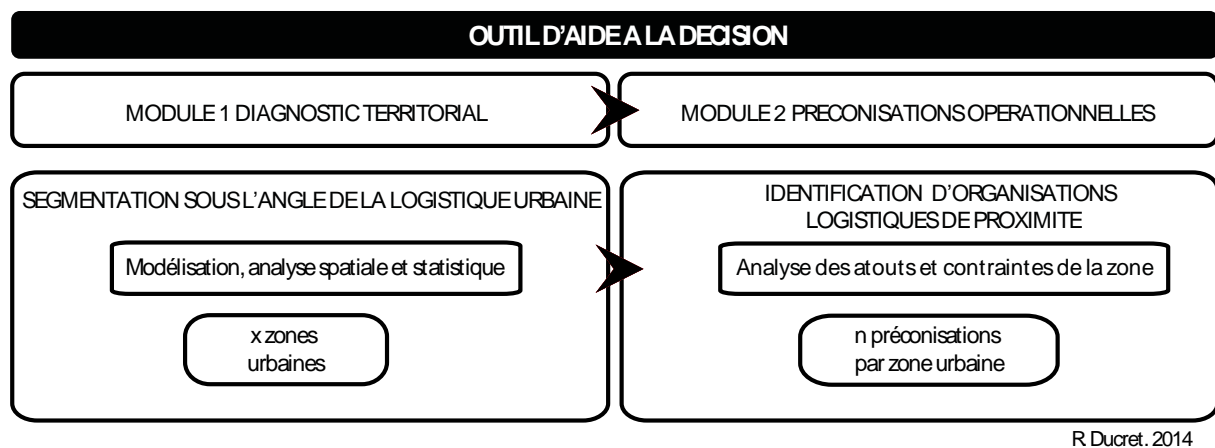 OUTIL D'AIDE A LA DECISION
MODULE 1 DIAGNOSTIC TERRITORIAL
MODULE 2 PRECONISATIONS OPERATIONNELLES
SEGMENTATION SOUS L'ANGLE DE LA LOGISTIQUE URBAINE
Modélisation, analyse spatiale et statistique
x zones
urbaines
IDENTIFICATION D'ORGANISATIONS
LOGISTIQUES DE PROXIMITE
Analyse des atouts et contraintes de la zone
n préconisations
par zone urbaine
R. Ducret, 2014